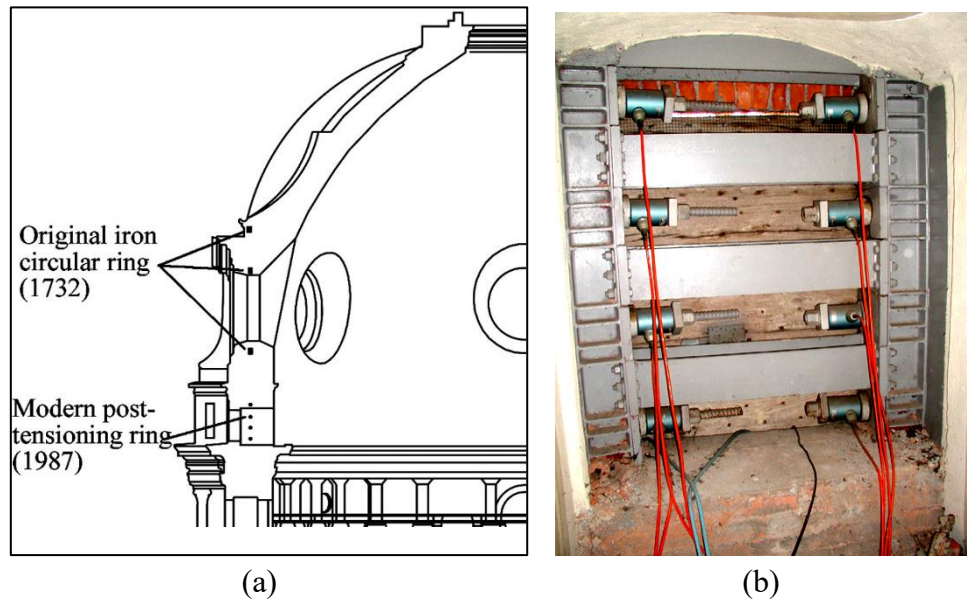 Original iron
circular ring
(1732)
Modern post-
tensioning ring
(1987)
(a)
(b)